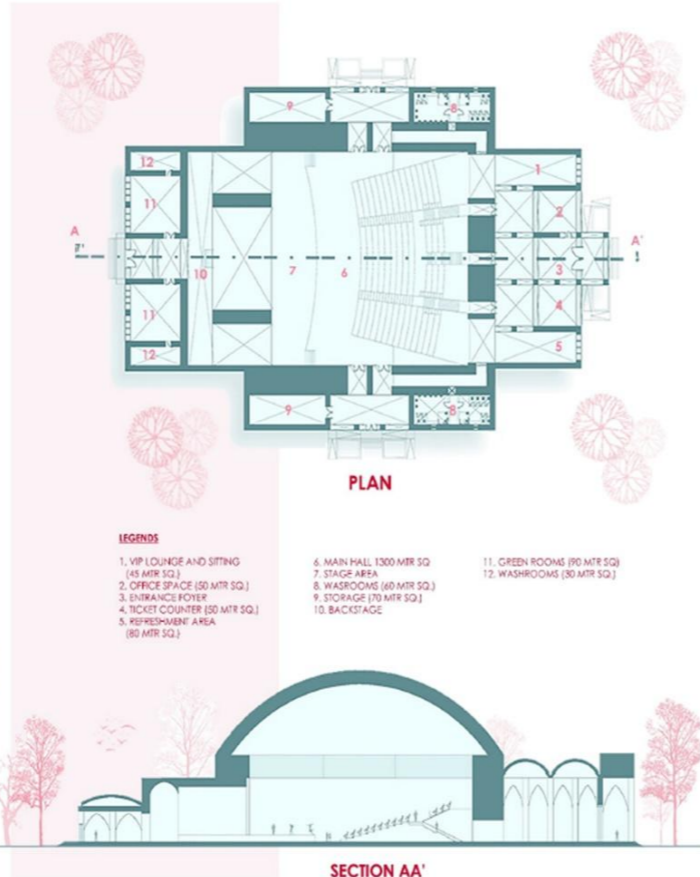 9
8
12
1
11
2
A
A'
10
7
6
3
11
4
5
12
9
8
PLAN
LEGENDS
1. VIP LOUNGE AND SITTING
(45 MTR SQ.)
2. OFFICE SPACE (50 MTR SQ.)
3. ENTRANCE FOYER
4. TICKET COUNTER (50 MTR SQ.)
5. REFRESHMENT AREA
(80 MTR SQ.)
6. MAIN HALL 1300 MTR SQ
7. STAGE AREA
8. WASROOMS (60 MTR SQ.)
9. STORAGE (70 MTR SQ.)
10. BACKSTAGE
11. GREEN ROOMS (90 MTR SQ)
12. WASHROOMS (30 MTR SQ.)
SECTION AA'